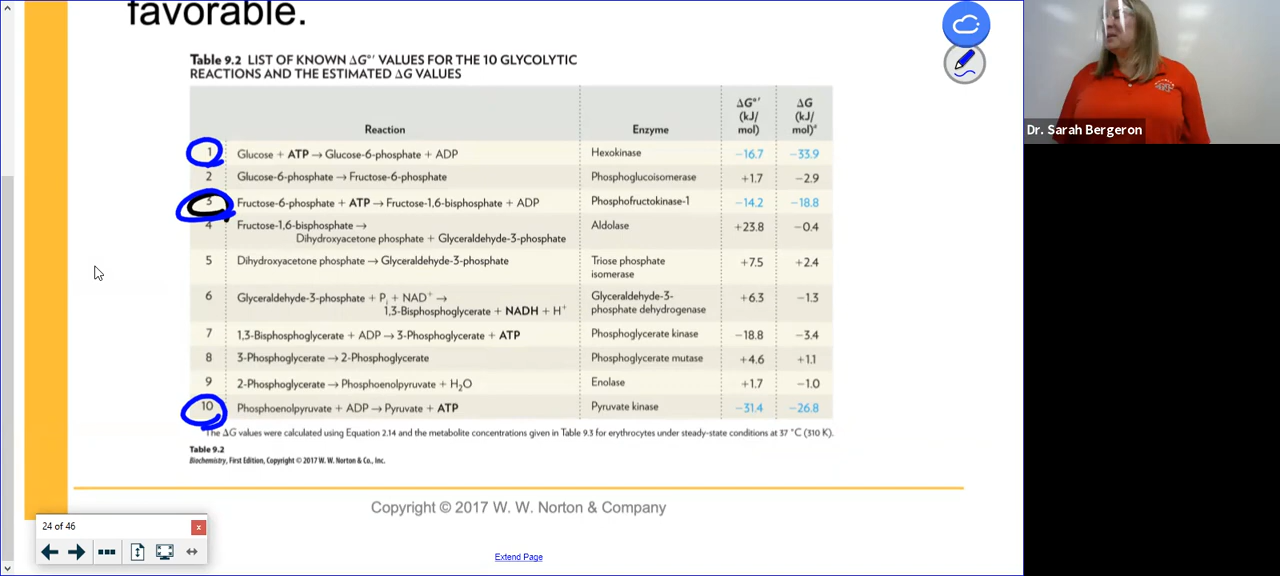 favorable.
Table 9.2 LIST OF KNOWN ΔG°′ VALUES FOR THE 10 GLYCOLYTIC
REACTIONS AND THE ESTIMATED ΔG VALUES
Reaction Enzyme ΔG°′ (kJ/mol) ΔG (kJ/mol)ᵃ
1 Glucose + ATP → Glucose-6-phosphate + ADP Hexokinase −16.7 −33.9
2 Glucose-6-phosphate → Fructose-6-phosphate Phosphoglucoisomerase +1.7 −2.9
3 Fructose-6-phosphate + ATP → Fructose-1,6-bisphosphate + ADP Phosphofructokinase-1 −14.2 −18.8
4 Fructose-1,6-bisphosphate → Aldolase +23.8 −0.4
Dihydroxyacetone phosphate + Glyceraldehyde-3-phosphate
5 Dihydroxyacetone phosphate → Glyceraldehyde-3-phosphate Triose phosphate +7.5 +2.4
isomerase
6 Glyceraldehyde-3-phosphate + Pᵢ + NAD⁺ → Glyceraldehyde-3- +6.3 −1.3
1,3-Bisphosphoglycerate + NADH + H⁺ phosphate dehydrogenase
7 1,3-Bisphosphoglycerate + ADP → 3-Phosphoglycerate + ATP Phosphoglycerate kinase −18.8 −3.4
8 3-Phosphoglycerate → 2-Phosphoglycerate Phosphoglycerate mutase +4.6 +1.1
9 2-Phosphoglycerate → Phosphoenolpyruvate + H₂O Enolase +1.7 −1.0
10 Phosphoenolpyruvate + ADP → Pyruvate + ATP Pyruvate kinase −31.4 −26.8
The ΔG values were calculated using Equation 2.14 and the metabolite concentrations given in Table 9.3 for erythrocytes under steady-state conditions at 37 °C (310 K).
Table 9.2
Biochemistry, First Edition, Copyright © 2017 W. W. Norton & Co., Inc.
Copyright © 2017 W. W. Norton & Company
24 of 46
x
Extend Page
Dr. Sarah Bergeron